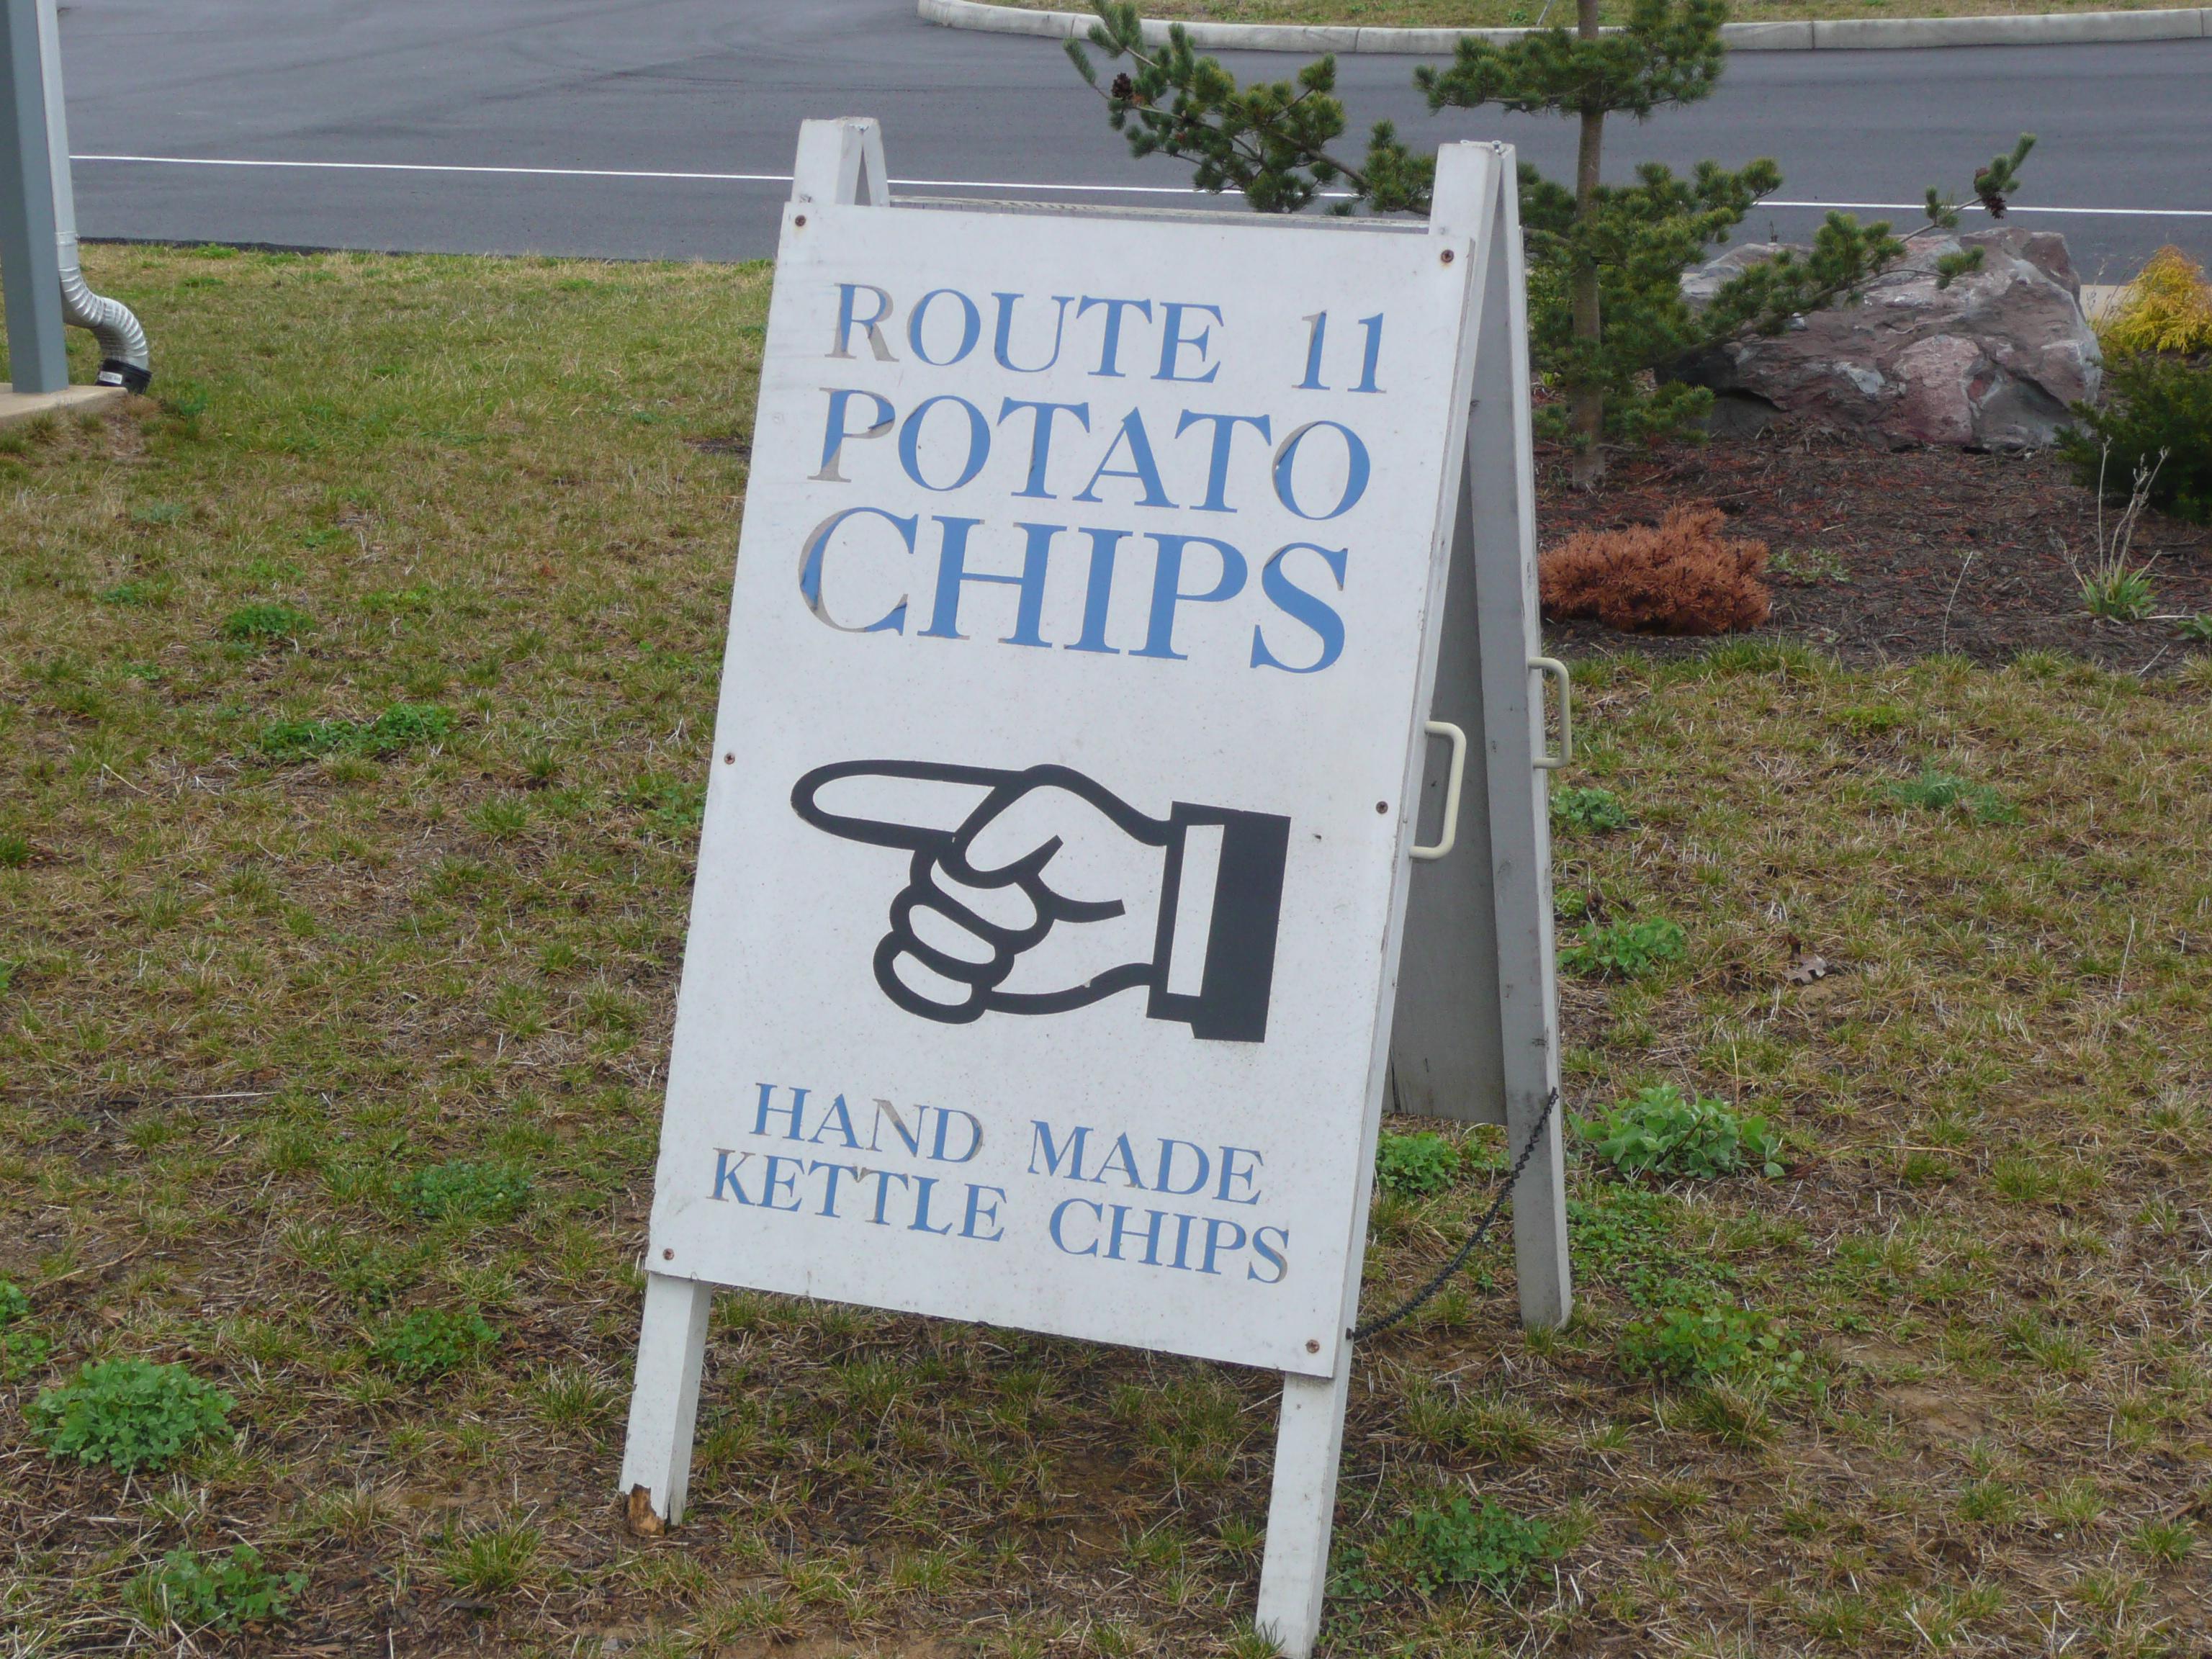 ROUTE 11
POTATO
CHIPS
HAND MADE
KETTLE CHIPS